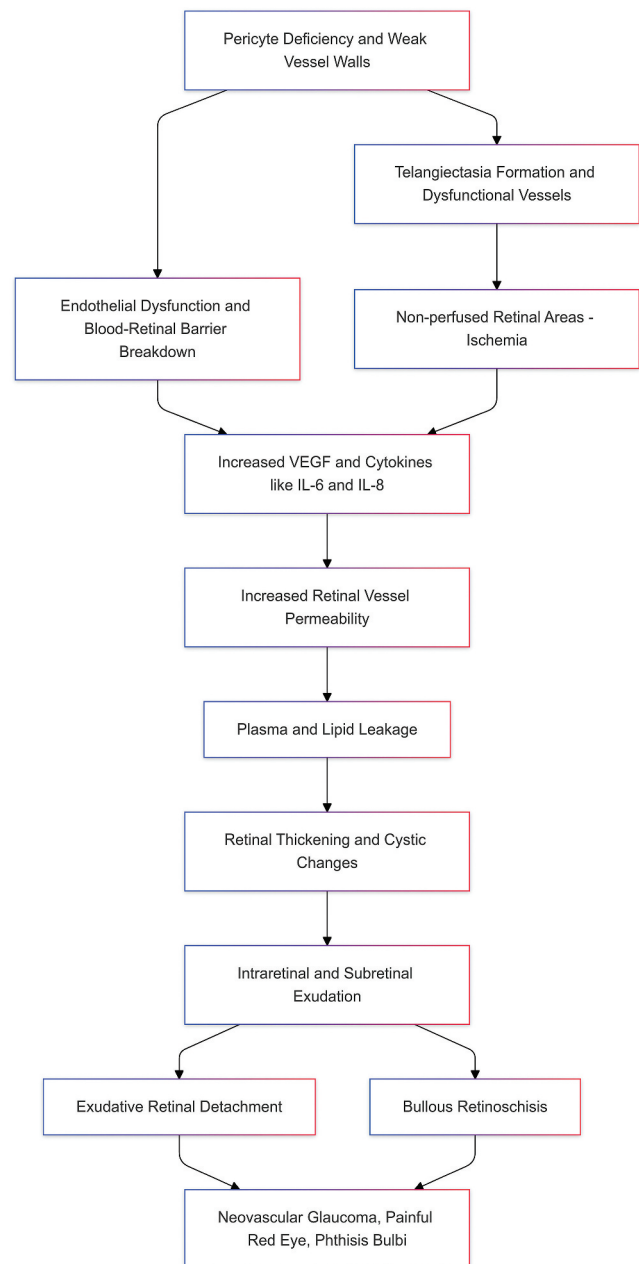 Pericyte Deficiency and Weak
Vessel Walls
Telangiectasia Formation and
Dysfunctional Vessels
Endothelial Dysfunction and
Blood-Retinal Barrier
Breakdown
Non-perfused Retinal Areas -
Ischemia
Increased VEGF and Cytokines
like IL-6 and IL-8
Increased Retinal Vessel
Permeability
Plasma and Lipid Leakage
Retinal Thickening and Cystic
Changes
Intraretinal and Subretinal
Exudation
Exudative Retinal Detachment
Bullous Retinoschisis
Neovascular Glaucoma, Painful
Red Eye, Phthisis Bulbi